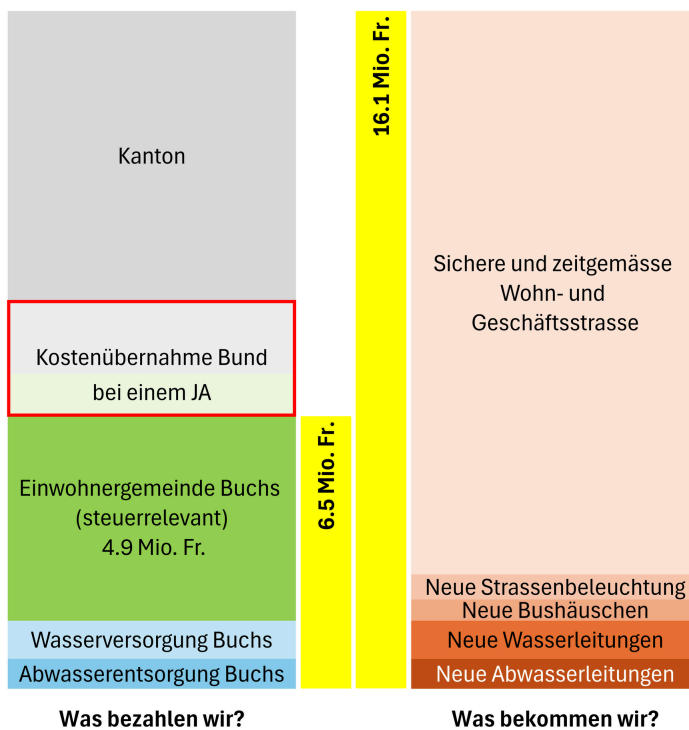 Kanton
Kostenübernahme Bund
bei einem JA
Einwohnergemeinde Buchs
(steuerrelevant)
4.9 Mio. Fr.
Wasserversorgung Buchs
Abwasserentsorgung Buchs
Was bezahlen wir?
6.5 Mio. Fr.
16.1 Mio. Fr.
Sichere und zeitgemässe
Wohn- und
Geschäftsstrasse
Neue Strassenbeleuchtung
Neue Bushäuschen
Neue Wasserleitungen
Neue Abwasserleitungen
Was bekommen wir?